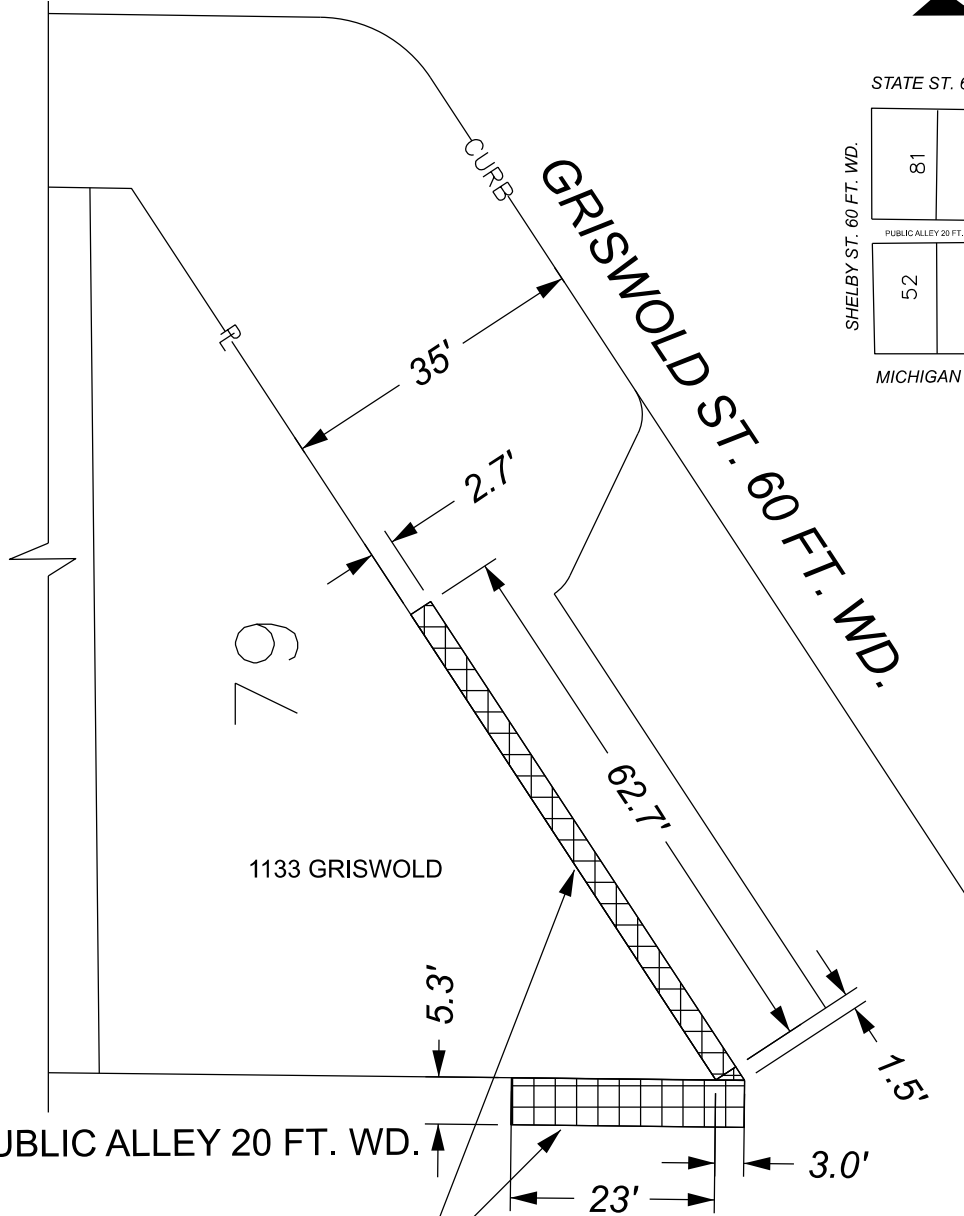 STATE ST.
SHELBY ST. 60 FT. WD.
81
PUBLIC ALLEY 20 FT.
52
MICHIGAN
CURB
GRISWOLD ST. 60 FT. WD.
PL
35'
2.7'
79
62.7'
1133 GRISWOLD
5.3'
1.5'
ALLEY 20 FT. WD.
3.0'
23'